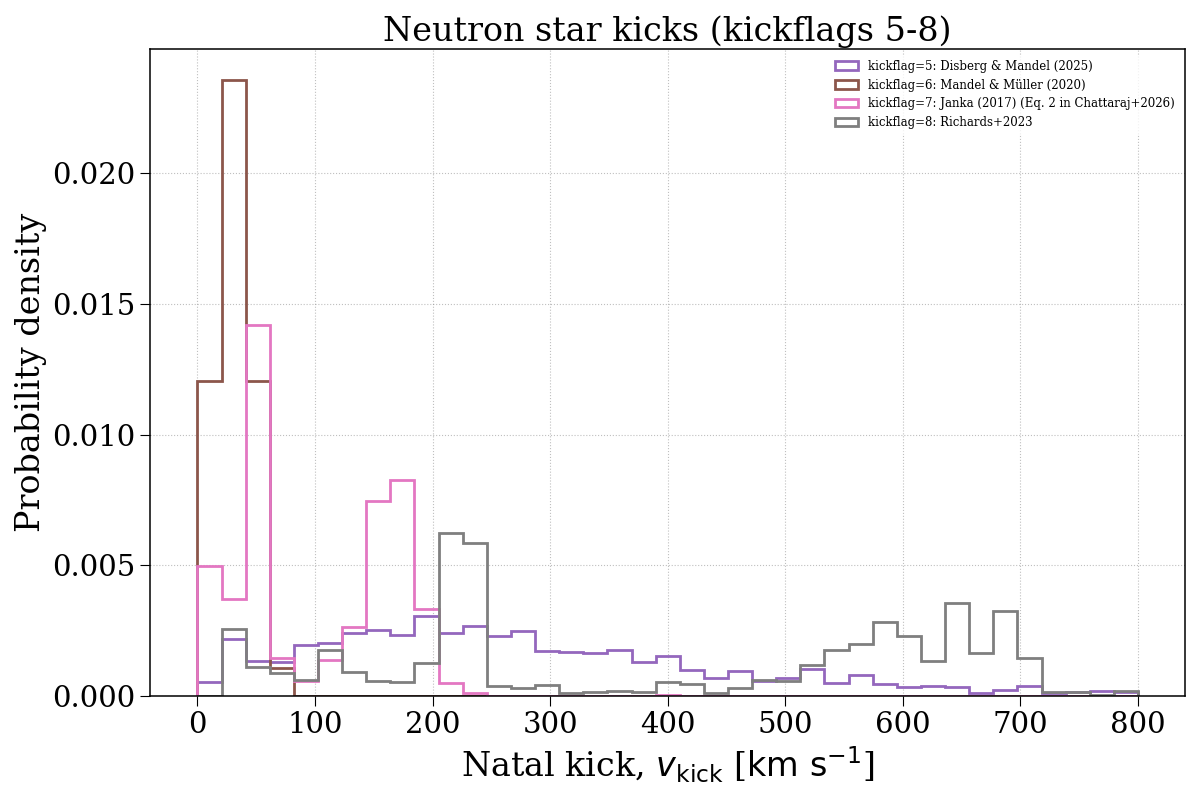 Neutron star kicks (kickflags 5-8)
kickflag=5: Disberg & Mandel (2025)
kickflag=6: Mandel & Müller (2020)
kickflag=7: Janka (2017) (Eq. 2 in Chattaraj+2026)
kickflag=8: Richards+2023
Probability density
0.020
0.015
0.010
0.005
0.000
0 100 200 300 400 500 600 700 800
Natal kick, v_kick [km s⁻¹]